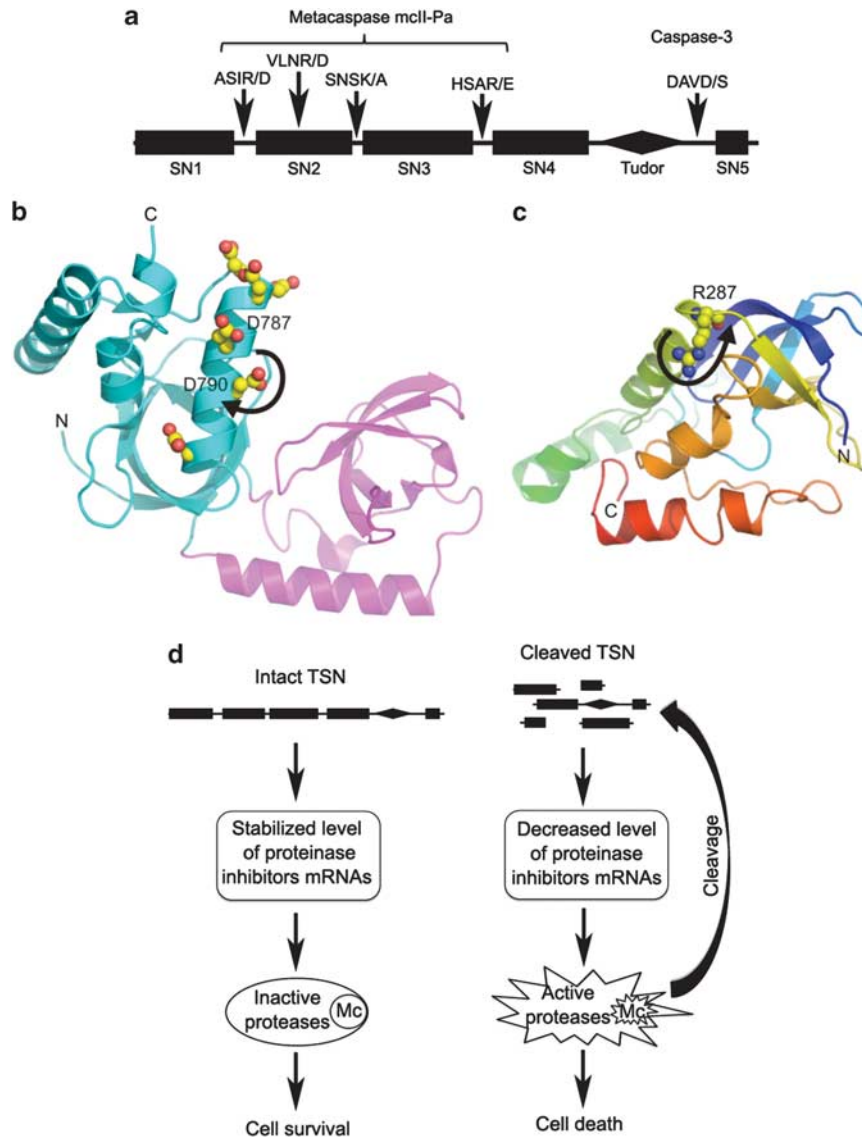 a
Metacaspase mcII-Pa
Caspase-3
ASIR/D
VLNR/D
SNSK/A
HSAR/E
DAVD/S
SN1
SN2
SN3
SN4
Tudor
SN5
b
C
D787
D790
N
c
R287
N
C
d
Intact TSN
Stabilized level
of proteinase
inhibitors mRNAs
Inactive
proteases
Mc
Cell survival
Cleaved TSN
Decreased level
of proteinase
inhibitors mRNAs
Active
proteases
Mc
Cleavage
Cell death